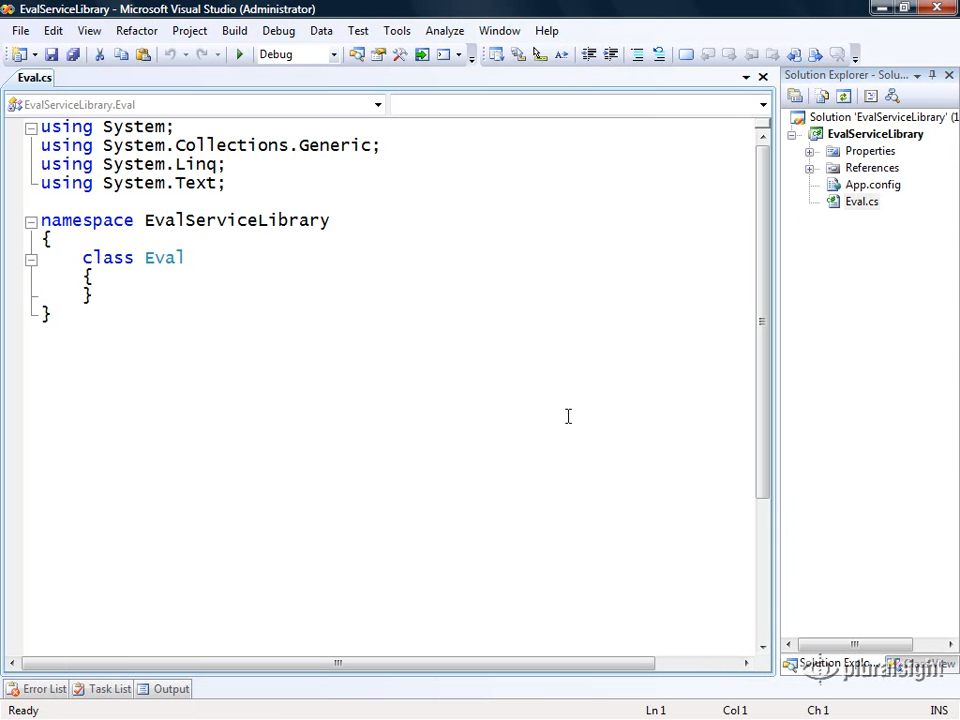 EvalServiceLibrary - Microsoft Visual Studio (Administrator)
File Edit View Refactor Project Build Debug Data Test Tools Analyze Window Help
Debug
Eval.cs
Solution Explorer - Solu...
EvalServiceLibrary.Eval
using System;
using System.Collections.Generic;
using System.Linq;
using System.Text;
namespace EvalServiceLibrary
{
class Eval
{
}
}
Solution 'EvalServiceLibrary' (1
EvalServiceLibrary
Properties
References
App.config
Eval.cs
Solution Explo...
pluralsight
Error List Task List Output
Ready Ln 1 Col 1 Ch 1 INS